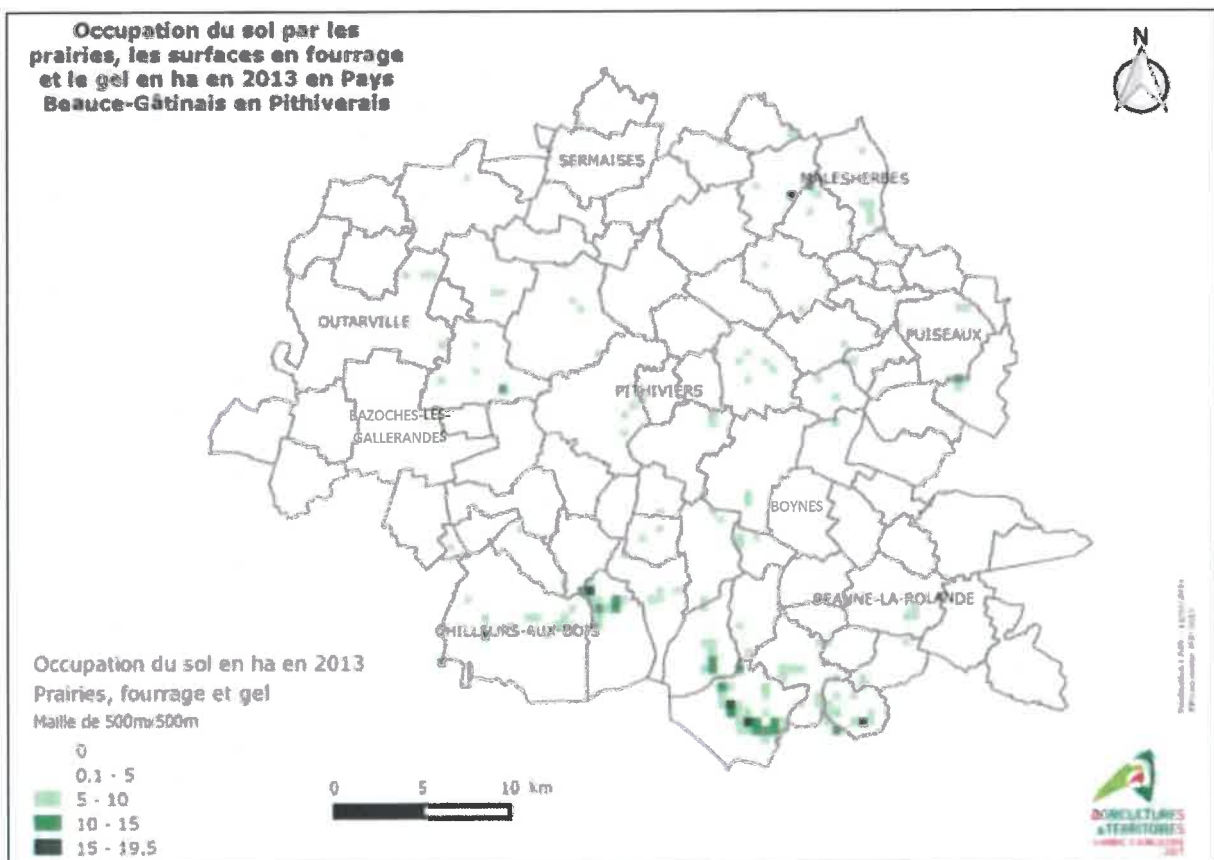 Occupation du sol par les
prairies, les surfaces en fourrage
et le gel en ha en 2013 en Pays
Beauce-Gâtinais en Pithiverais
N
SERMAISES
MALESHERBES
OUTARVILLE
PUISEAUX
PITHIVIERS
BAZOCHES-LES-
GALLERANDES
BOYNES
BEAUNE-LA-ROLANDE
CHILLEURS-AUX-BOIS
Occupation du sol en ha en 2013
Prairies, fourrage et gel
Maille de 500mx500m
0
0.1 - 5
5 - 10
10 - 15
15 - 19.5
0 5 10 km
AGRICULTURES
& TERRITOIRES